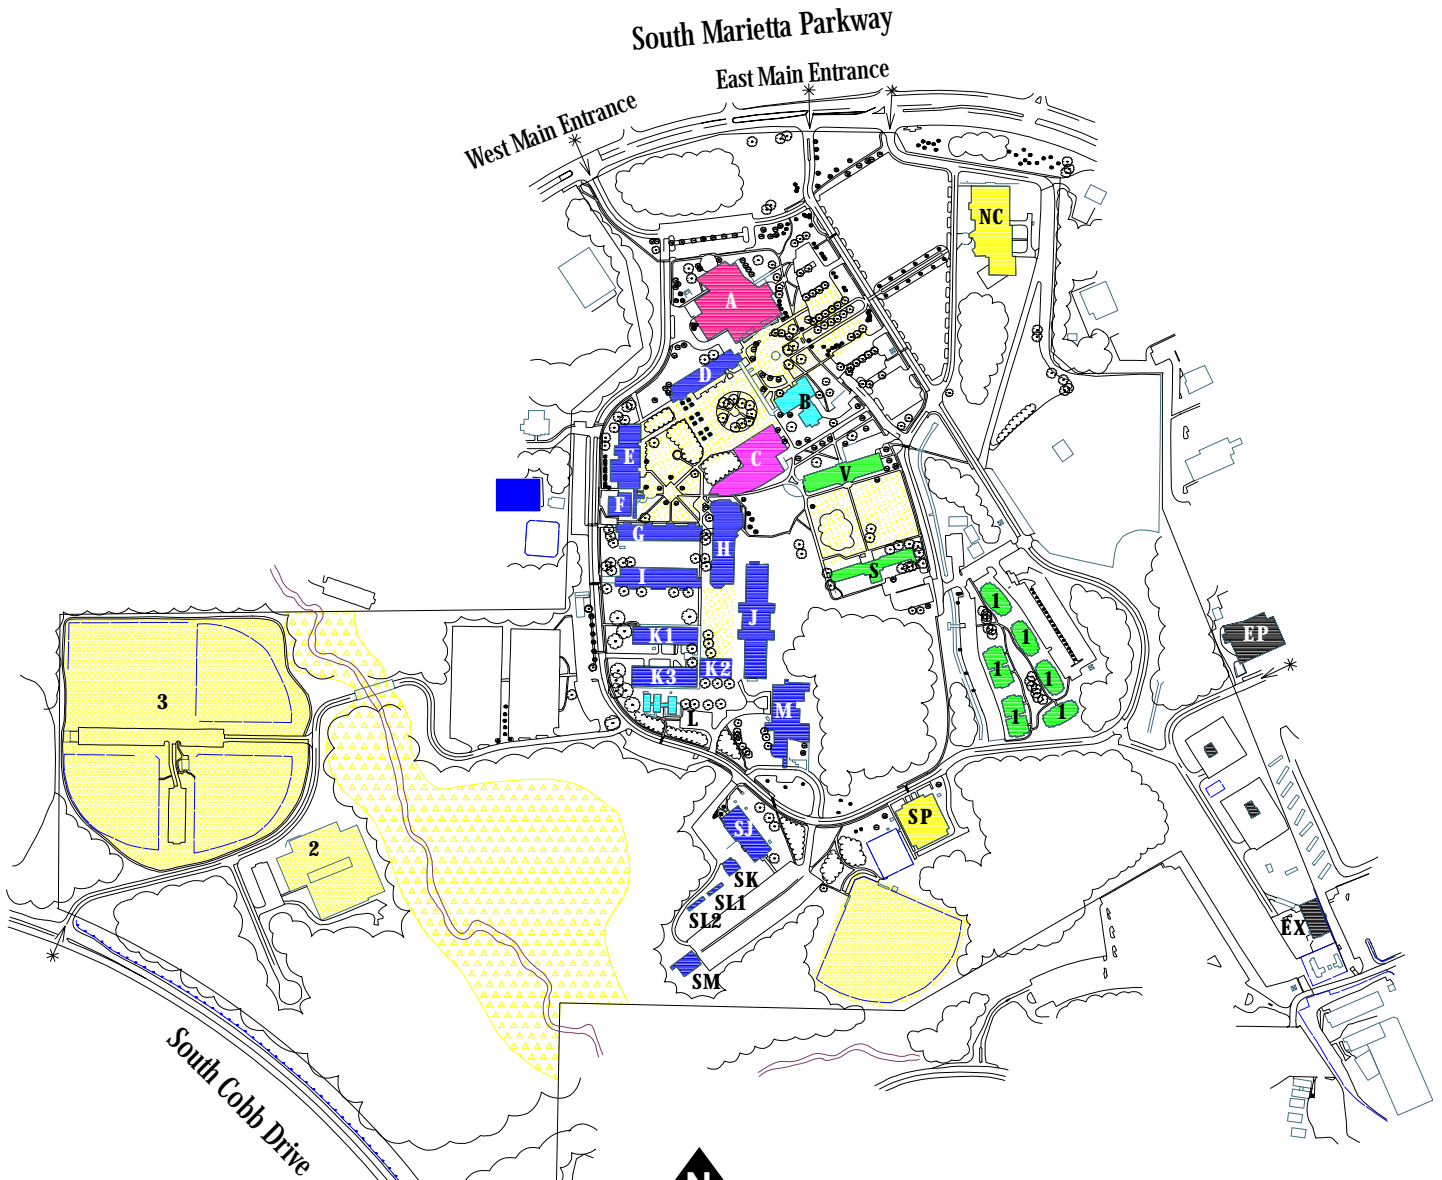 South Marietta Parkway
East Main Entrance
West Main Entrance
NC
A
D
B
E
C
V
F
G
H
I
S
J
1
1
1
1
1
1
K1
K2
K3
EP
L
M
3
2
SP
SJ
SK
SL1
SL2
SM
EX
South Cobb Drive
N